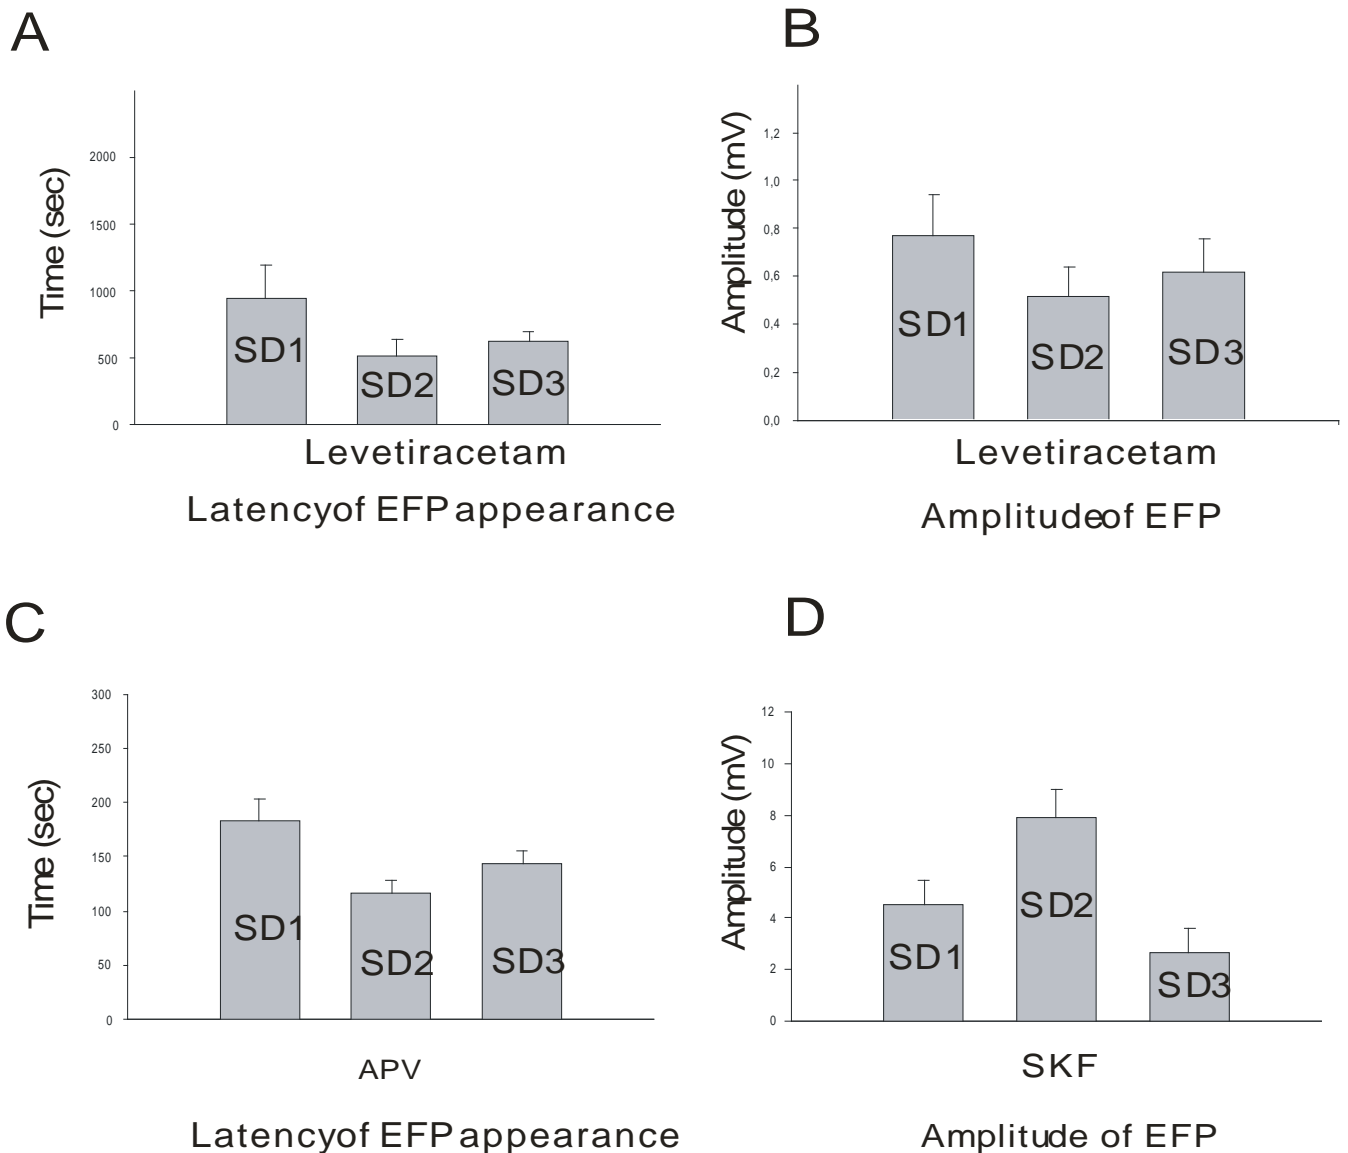 A
Time (sec)
2000
1500
1000
500
0
SD1
SD2
SD3
Levetiracetam
Latencyof EFP appearance
B
Amplitude (mV)
1,2
1,0
0,8
0,6
0,4
0,2
0,0
SD1
SD2
SD3
Levetiracetam
Amplitudeof EFP
C
Time (sec)
300
250
200
150
100
50
0
SD1
SD2
SD3
APV
Latencyof EFP appearance
D
Amplitude (mV)
12
10
8
6
4
2
0
SD1
SD2
SD3
SKF
Amplitude of EFP